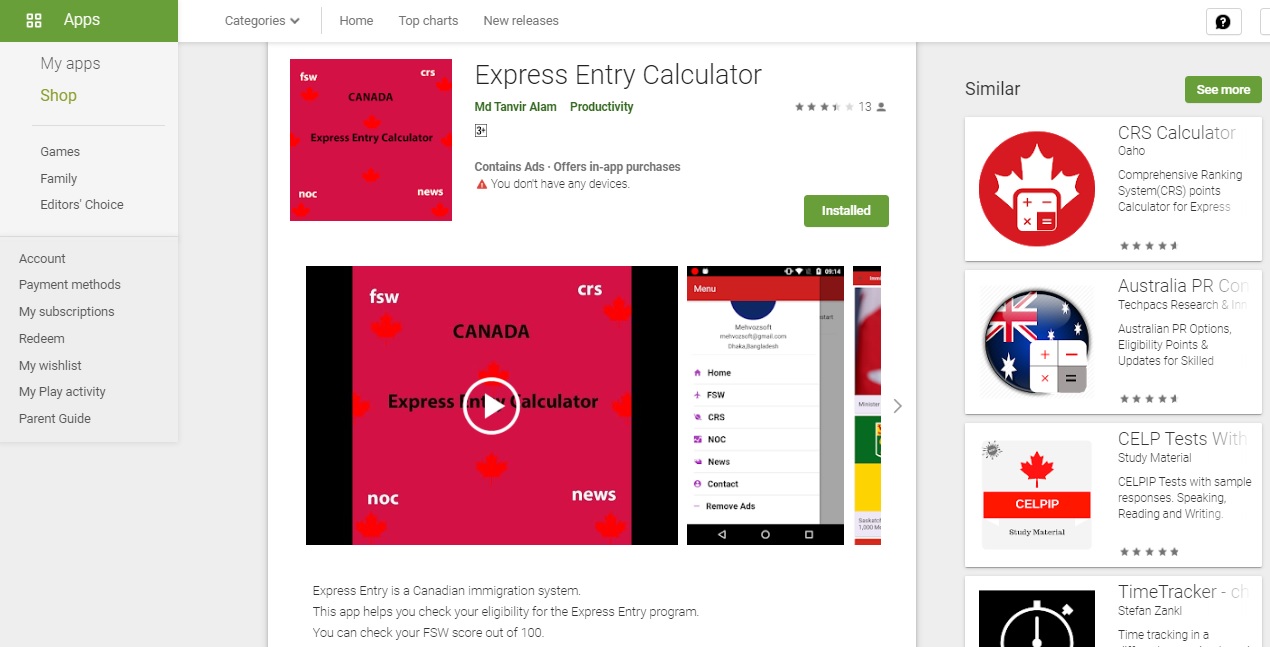 Apps
Categories
Home
Top charts
New releases
My apps
Shop
Games
Family
Editors' Choice
Account
Payment methods
My subscriptions
Redeem
My wishlist
My Play activity
Parent Guide
fsw
crs
CANADA
Express Entry Calculator
noc
news
Express Entry Calculator
Md Tanvir Alam Productivity
13
3+
Contains Ads · Offers in-app purchases
You don't have any devices.
Installed
fsw
crs
CANADA
Express Entry Calculator
noc
news
09:14
Menu
Mehvozsoft
mehvozsoft@gmail.com
Dhaka,Bangladesh
Home
FSW
CRS
NOC
News
Contact
Remove Ads
Minister
1,000
Express Entry is a Canadian immigration system.
This app helps you check your eligibility for the Express Entry program.
You can check your FSW score out of 100.
Similar
See more
CRS Calculator
Oaho
Comprehensive Ranking
System(CRS) points
Calculator for Express
Australia PR
Techpacs Research &
Australian PR Options,
Eligibility Points &
Updates for Skilled
CELPIP
Study Material
CELP Tests With
Study Material
CELPIP Tests with sample
responses. Speaking,
Reading and Writing.
TimeTracker -
Stefan Zankl
Time tracking in a